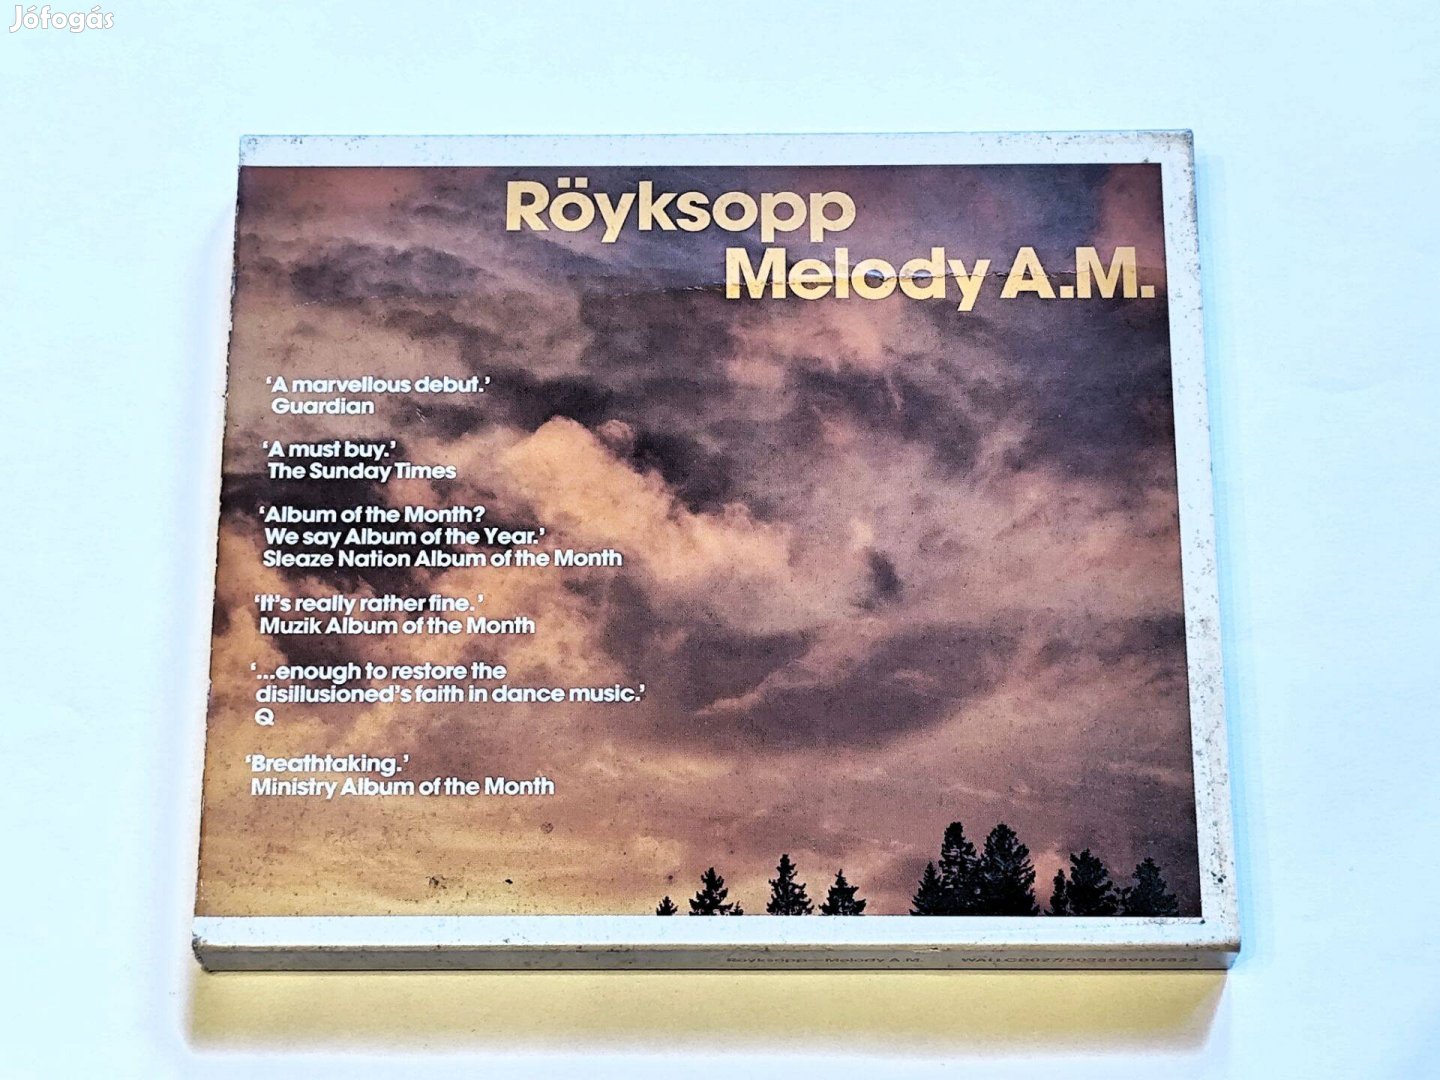 Jófogás
Röyksopp
Melody A.M.
‘A marvellous debut.’
Guardian
‘A must buy.’
The Sunday Times
‘Album of the Month?
We say Album of the Year.’
Sleaze Nation Album of the Month
‘It's really rather fine.’
Muzik Album of the Month
‘...enough to restore the
disillusioned's faith in dance music.’
Q
‘Breathtaking.’
Ministry Album of the Month
Röyksopp—Melody A.M. WALLCD027/5028589014824